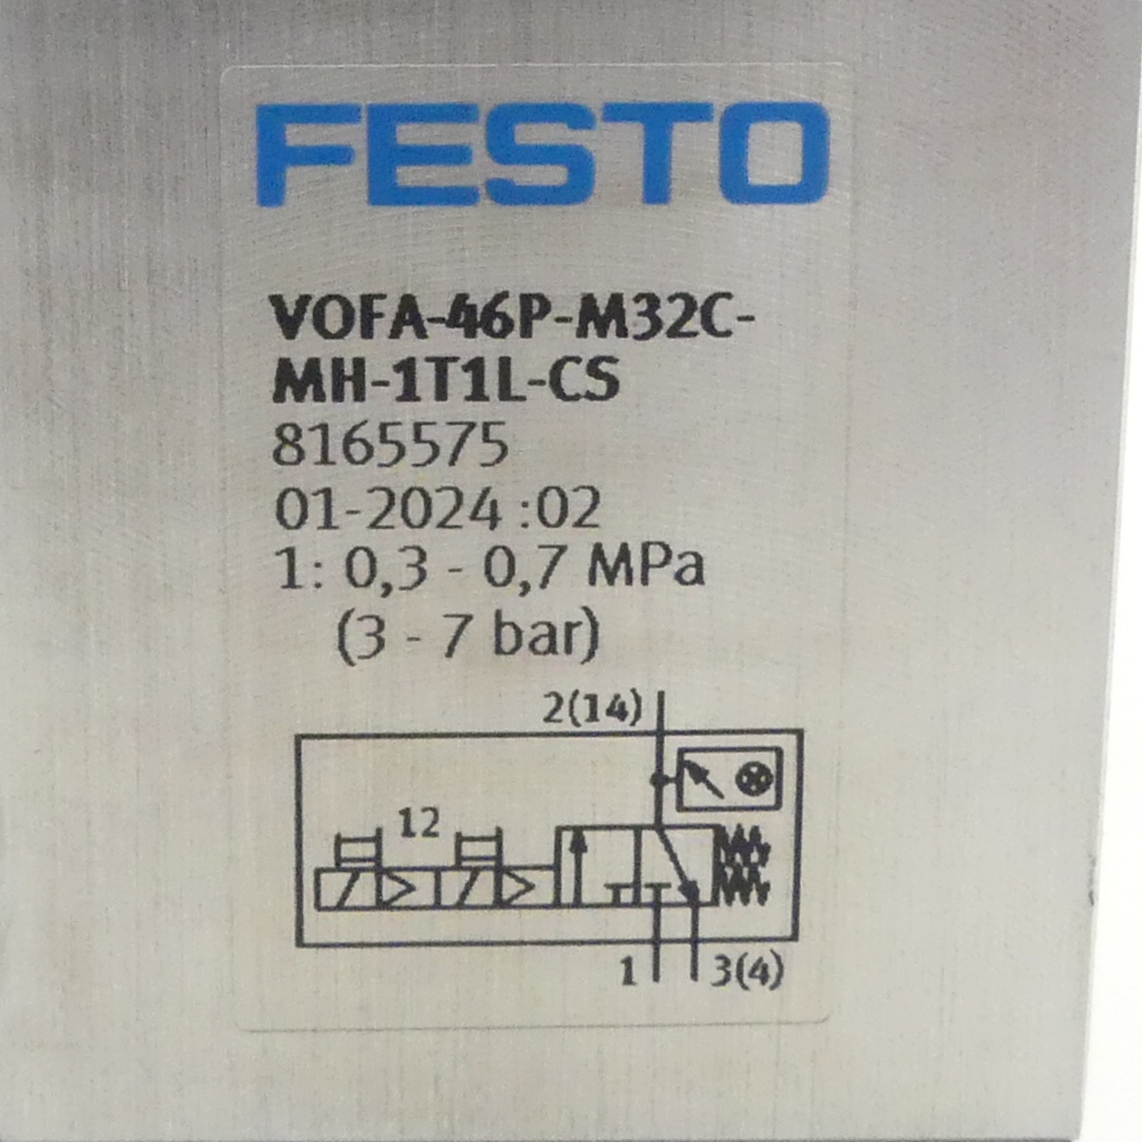 FESTO
VOFA-46P-M32C-
MH-1T1L-CS
8165575
01-2024 :02
1: 0,3 - 0,7 MPa
(3 - 7 bar)
2(14)
12
1
3(4)